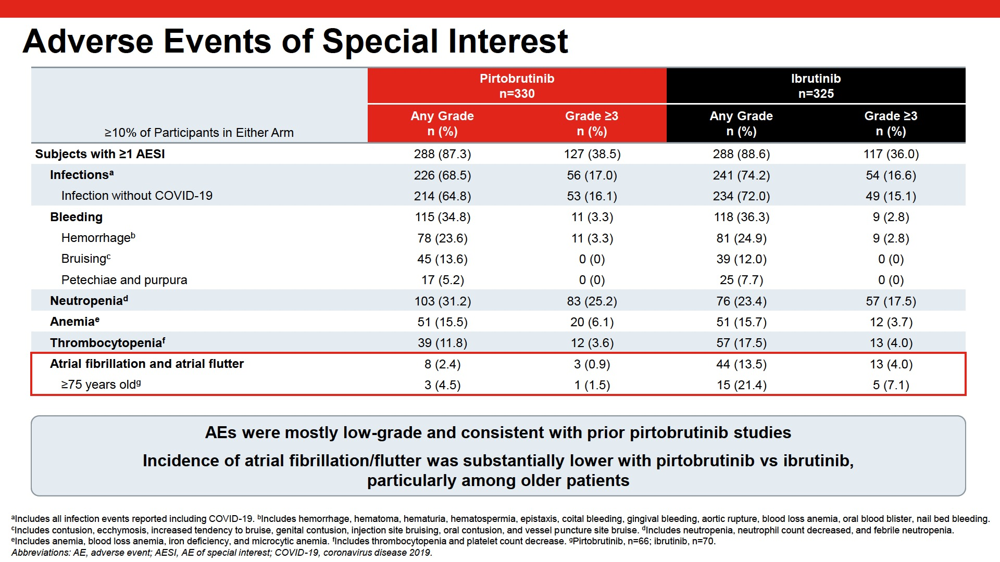 Adverse Events of Special Interest
Pirtobrutinib Ibrutinib
n=330 n=325
Any Grade Grade ≥3 Any Grade Grade ≥3
≥10% of Participants in Either Arm n (%) n (%) n (%) n (%)
Subjects with ≥1 AESI 288 (87.3) 127 (38.5) 288 (88.6) 117 (36.0)
Infectionsᵃ 226 (68.5) 56 (17.0) 241 (74.2) 54 (16.6)
Infection without COVID-19 214 (64.8) 53 (16.1) 234 (72.0) 49 (15.1)
Bleeding 115 (34.8) 11 (3.3) 118 (36.3) 9 (2.8)
Hemorrhageᵇ 78 (23.6) 11 (3.3) 81 (24.9) 9 (2.8)
Bruisingᶜ 45 (13.6) 0 (0) 39 (12.0) 0 (0)
Petechiae and purpura 17 (5.2) 0 (0) 25 (7.7) 0 (0)
Neutropeniaᵈ 103 (31.2) 83 (25.2) 76 (23.4) 57 (17.5)
Anemiaᵉ 51 (15.5) 20 (6.1) 51 (15.7) 12 (3.7)
Thrombocytopeniaᶠ 39 (11.8) 12 (3.6) 57 (17.5) 13 (4.0)
Atrial fibrillation and atrial flutter 8 (2.4) 3 (0.9) 44 (13.5) 13 (4.0)
≥75 years oldᵍ 3 (4.5) 1 (1.5) 15 (21.4) 5 (7.1)
AEs were mostly low-grade and consistent with prior pirtobrutinib studies
Incidence of atrial fibrillation/flutter was substantially lower with pirtobrutinib vs ibrutinib,
particularly among older patients
ᵃIncludes all infection events reported including COVID-19. ᵇIncludes hemorrhage, hematoma, hematuria, hematospermia, epistaxis, coital bleeding, gingival bleeding, aortic rupture, blood loss anemia, oral blood blister, nail bed bleeding.
ᶜIncludes contusion, ecchymosis, increased tendency to bruise, genital contusion, injection site bruising, oral contusion, and vessel puncture site bruise. ᵈIncludes neutropenia, neutrophil count decreased, and febrile neutropenia.
ᵉIncludes anemia, blood loss anemia, iron deficiency, and microcytic anemia. ᶠIncludes thrombocytopenia and platelet count decrease. ᵍPirtobrutinib, n=66; ibrutinib, n=70.
Abbreviations: AE, adverse event; AESI, AE of special interest; COVID-19, coronavirus disease 2019.